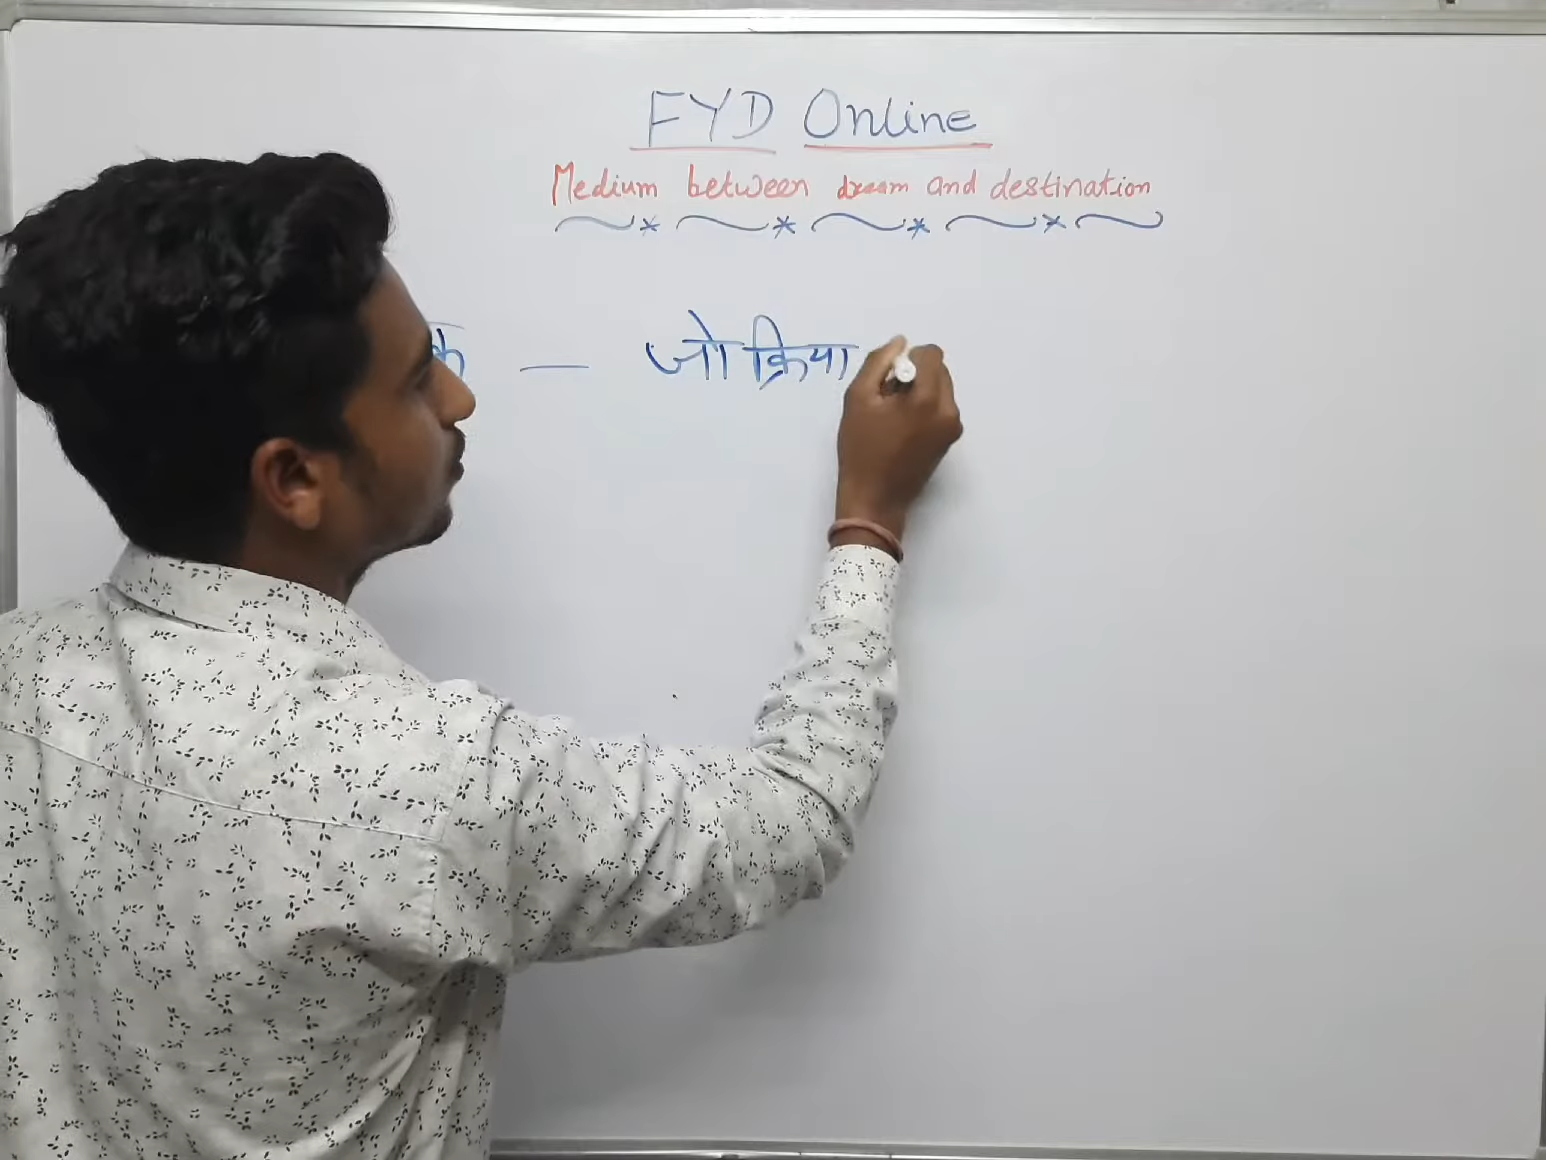 FYD Online
Medium between dream and destination
— जो क्रिया